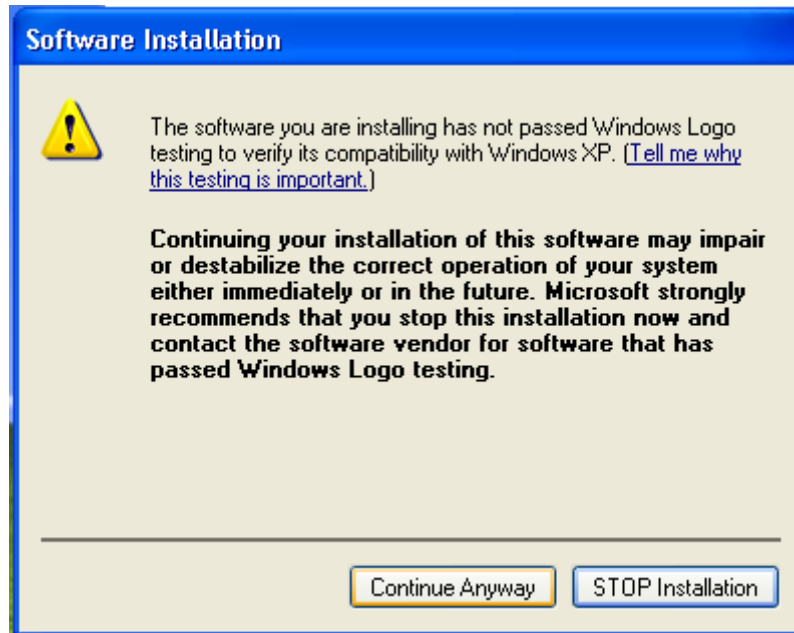 Software Installation
The software you are installing has not passed Windows Logo
testing to verify its compatibility with Windows XP. (Tell me why
this testing is important.)
Continuing your installation of this software may impair
or destabilize the correct operation of your system
either immediately or in the future. Microsoft strongly
recommends that you stop this installation now and
contact the software vendor for software that has
passed Windows Logo testing.
Continue Anyway
STOP Installation